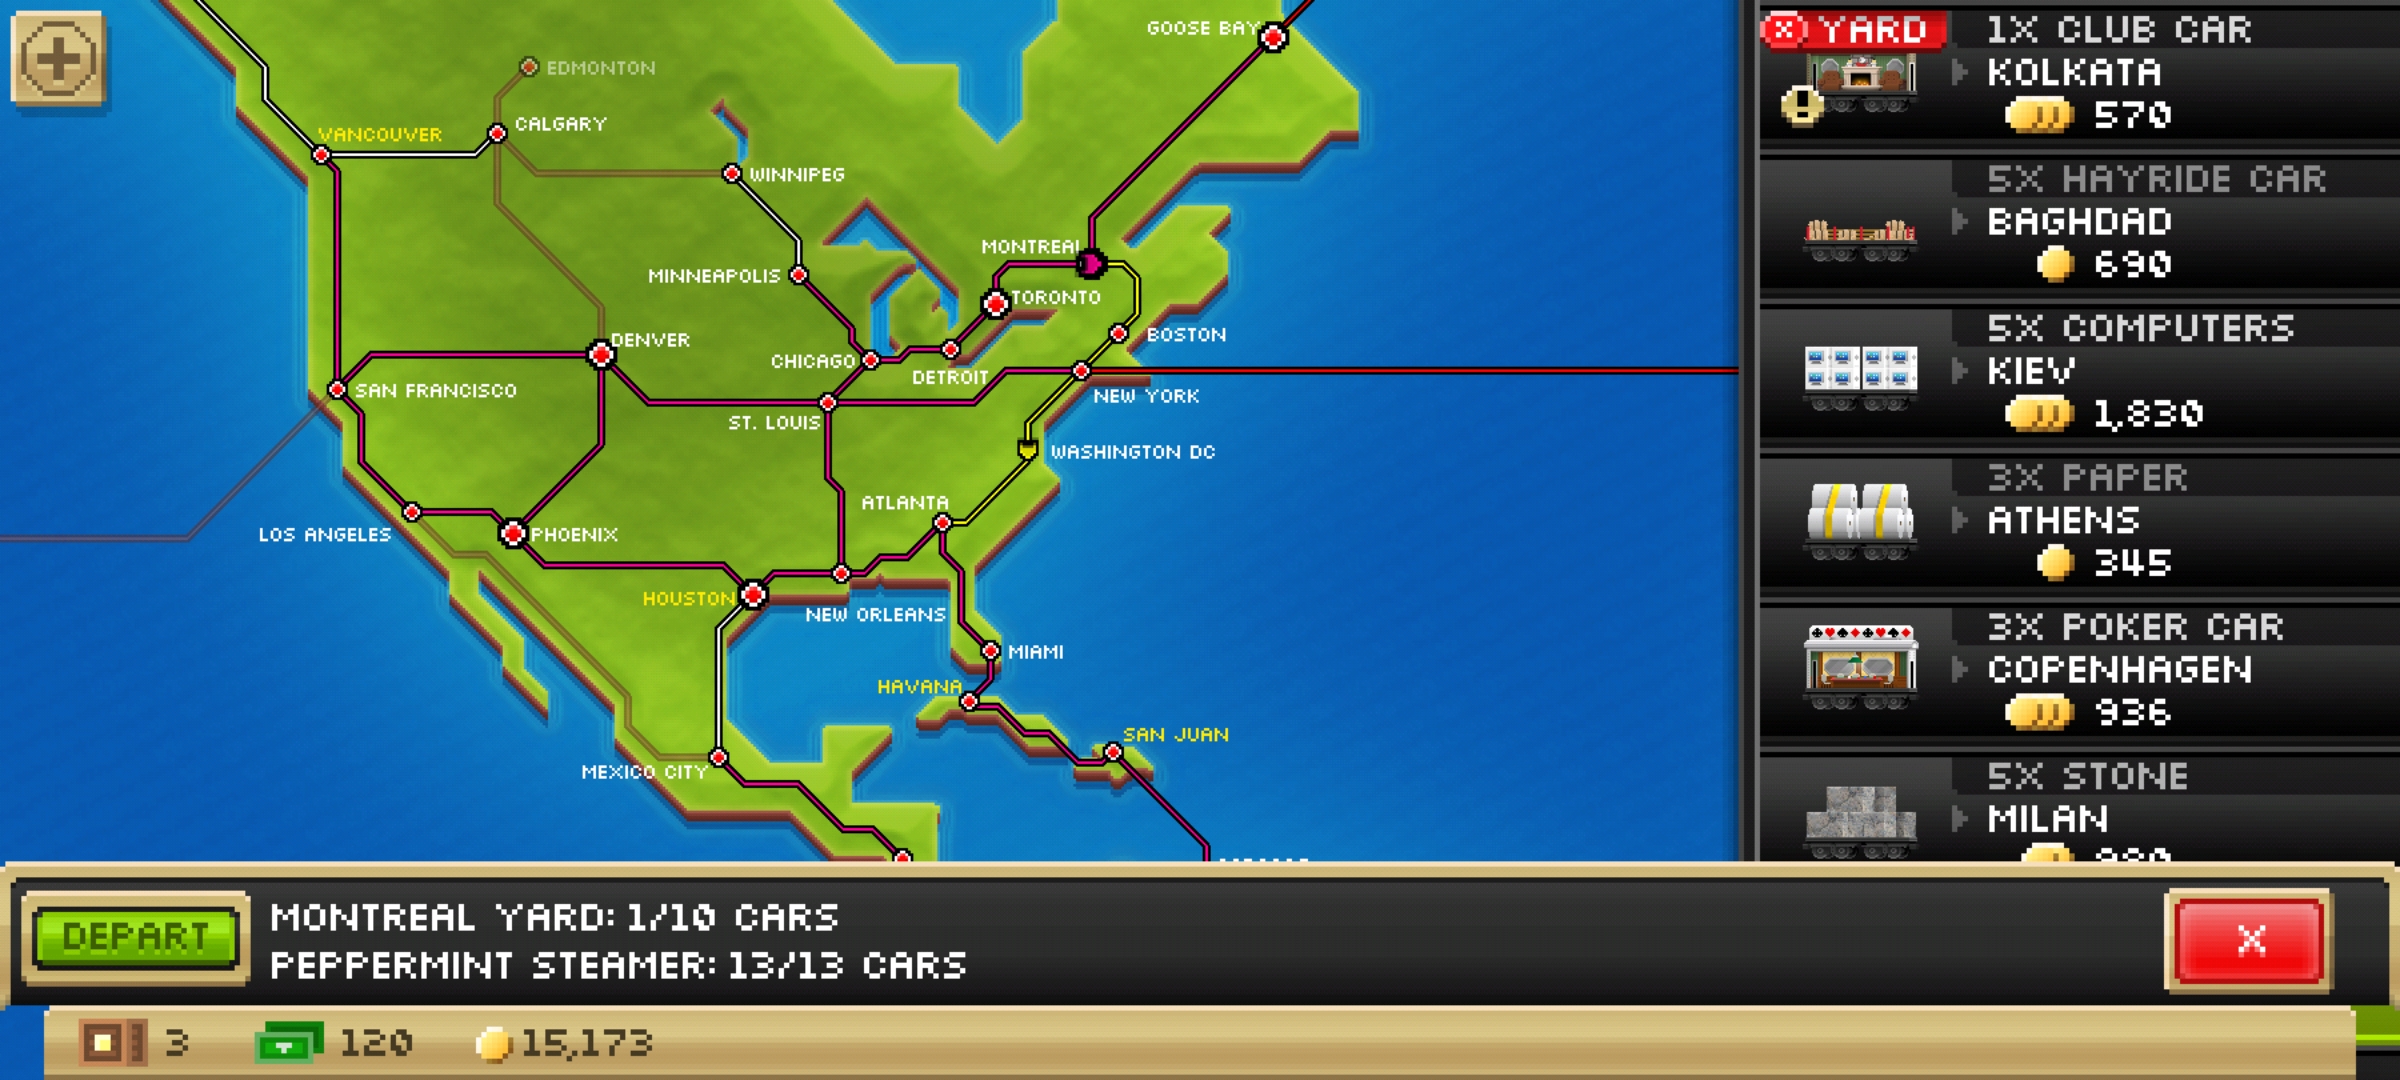 GOOSE BAY
EDMONTON
CALGARY
VANCOUVER
WINNIPEG
MONTREAL
MINNEAPOLIS
TORONTO
BOSTON
DENVER
CHICAGO
DETROIT
SAN FRANCISCO
NEW YORK
ST. LOUIS
WASHINGTON DC
ATLANTA
LOS ANGELES
PHOENIX
HOUSTON
NEW ORLEANS
MIAMI
HAVANA
SAN JUAN
MEXICO CITY
YARD
1X CLUB CAR
KOLKATA
570
5X HAYRIDE CAR
BAGHDAD
690
5X COMPUTERS
KIEV
1,830
3X PAPER
ATHENS
345
3X POKER CAR
COPENHAGEN
936
5X STONE
MILAN
DEPART
MONTREAL YARD: 1/10 CARS
PEPPERMINT STEAMER: 13/13 CARS
X
3
120
15,173